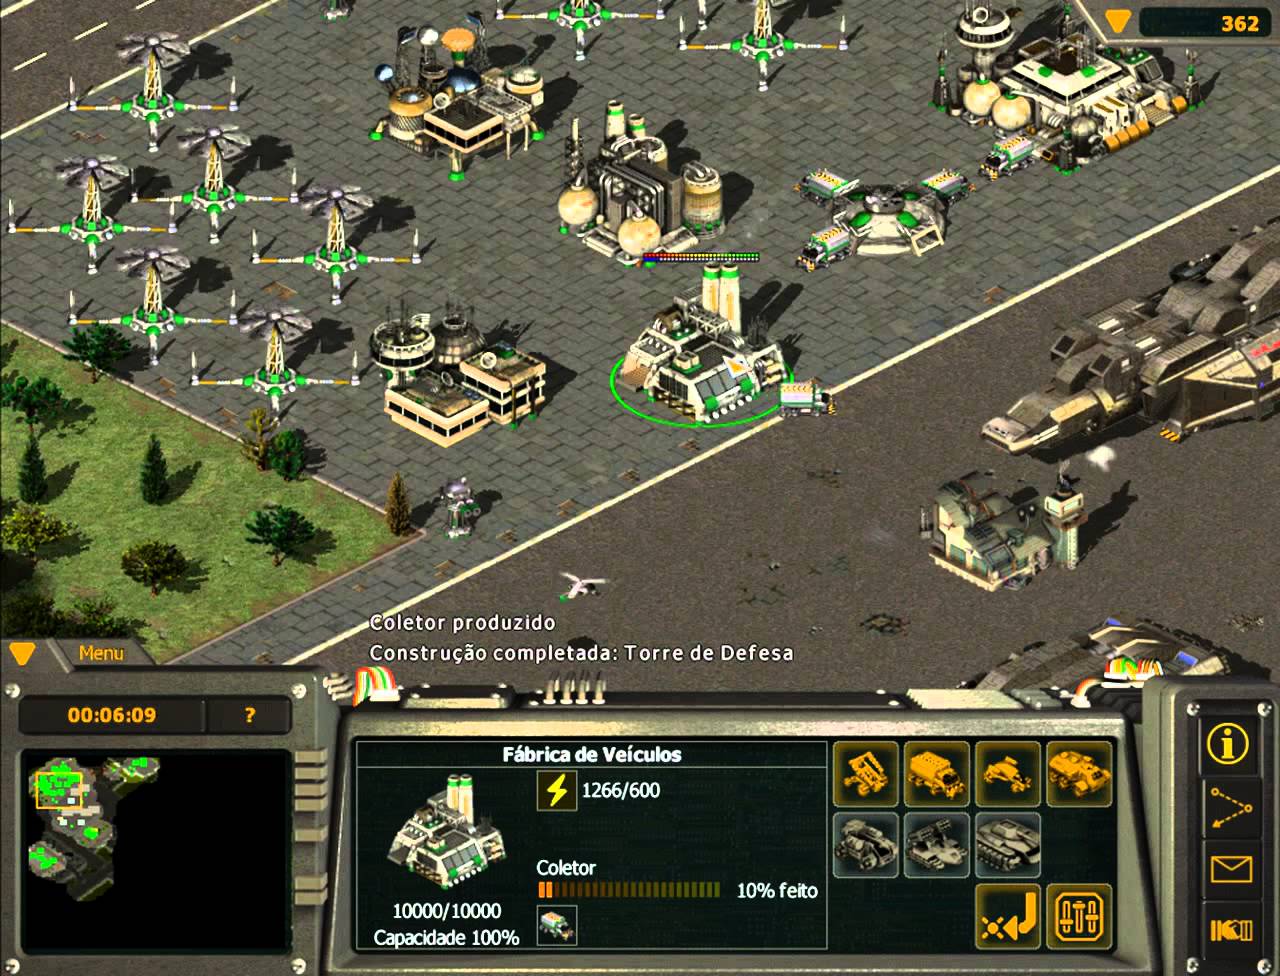 362
Coletor produzido
Construção completada: Torre de Defesa
Menu
00:06:09
?
Fábrica de Veículos
1266/600
Coletor
10% feito
10000/10000
Capacidade 100%